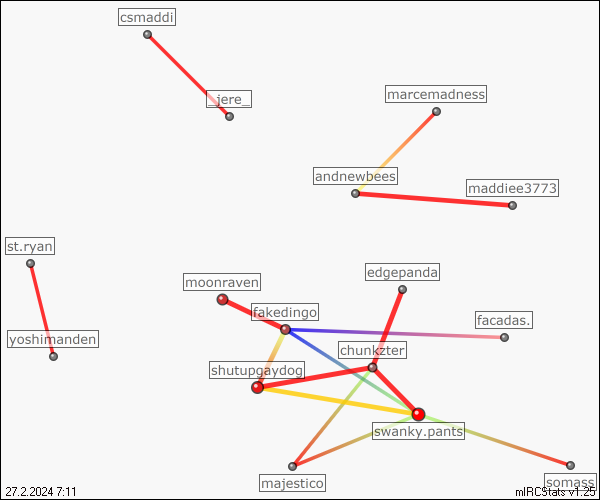 csmaddi
_jere_
marcemadness
andnewbees
maddiee3773
st.ryan
edgepanda
moonraven
fakedingo
facadas.
yoshimanden
chunkzter
shutupgaydog
swanky.pants
majestico
somass
27.2.2024 7:11
mIRCStats v1.25